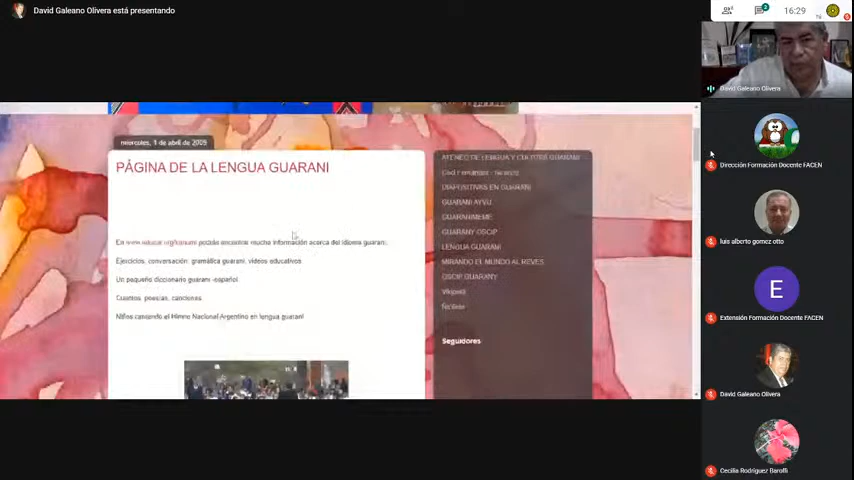 David Galeano Olivera está presentando
2
16:29
Tú
David Galeano Olivera
miércoles, 1 de abril de 2009
PÁGINA DE LA LENGUA GUARANI
En www.educar.org/guarani podrás encontrar mucha información acerca del idioma guaraní.
Ejercicios, conversación, gramática guaraní, videos educativos.
Un pequeño diccionario guarani -español.
Cuentos, poesías, canciones.
Niños cantando el Himno Nacional Argentino en lengua guaraní
ATENEO DE LENGUA Y CULTURA GUARANI
DIAPOSITIVAS EN GUARANI
GUARANI AYVU
GUARANIMEME
GUARANY OSCIP
LENGUA GUARANI
MIRANDO EL MUNDO AL REVES
OSCIP GUARANY
Wikipedi
Seguidores
Dirección Formación Docente FACEN
luis alberto gomez otto
E
Extensión Formación Docente FACEN
David Galeano Olivera
Cecilia Rodríguez Baroffi